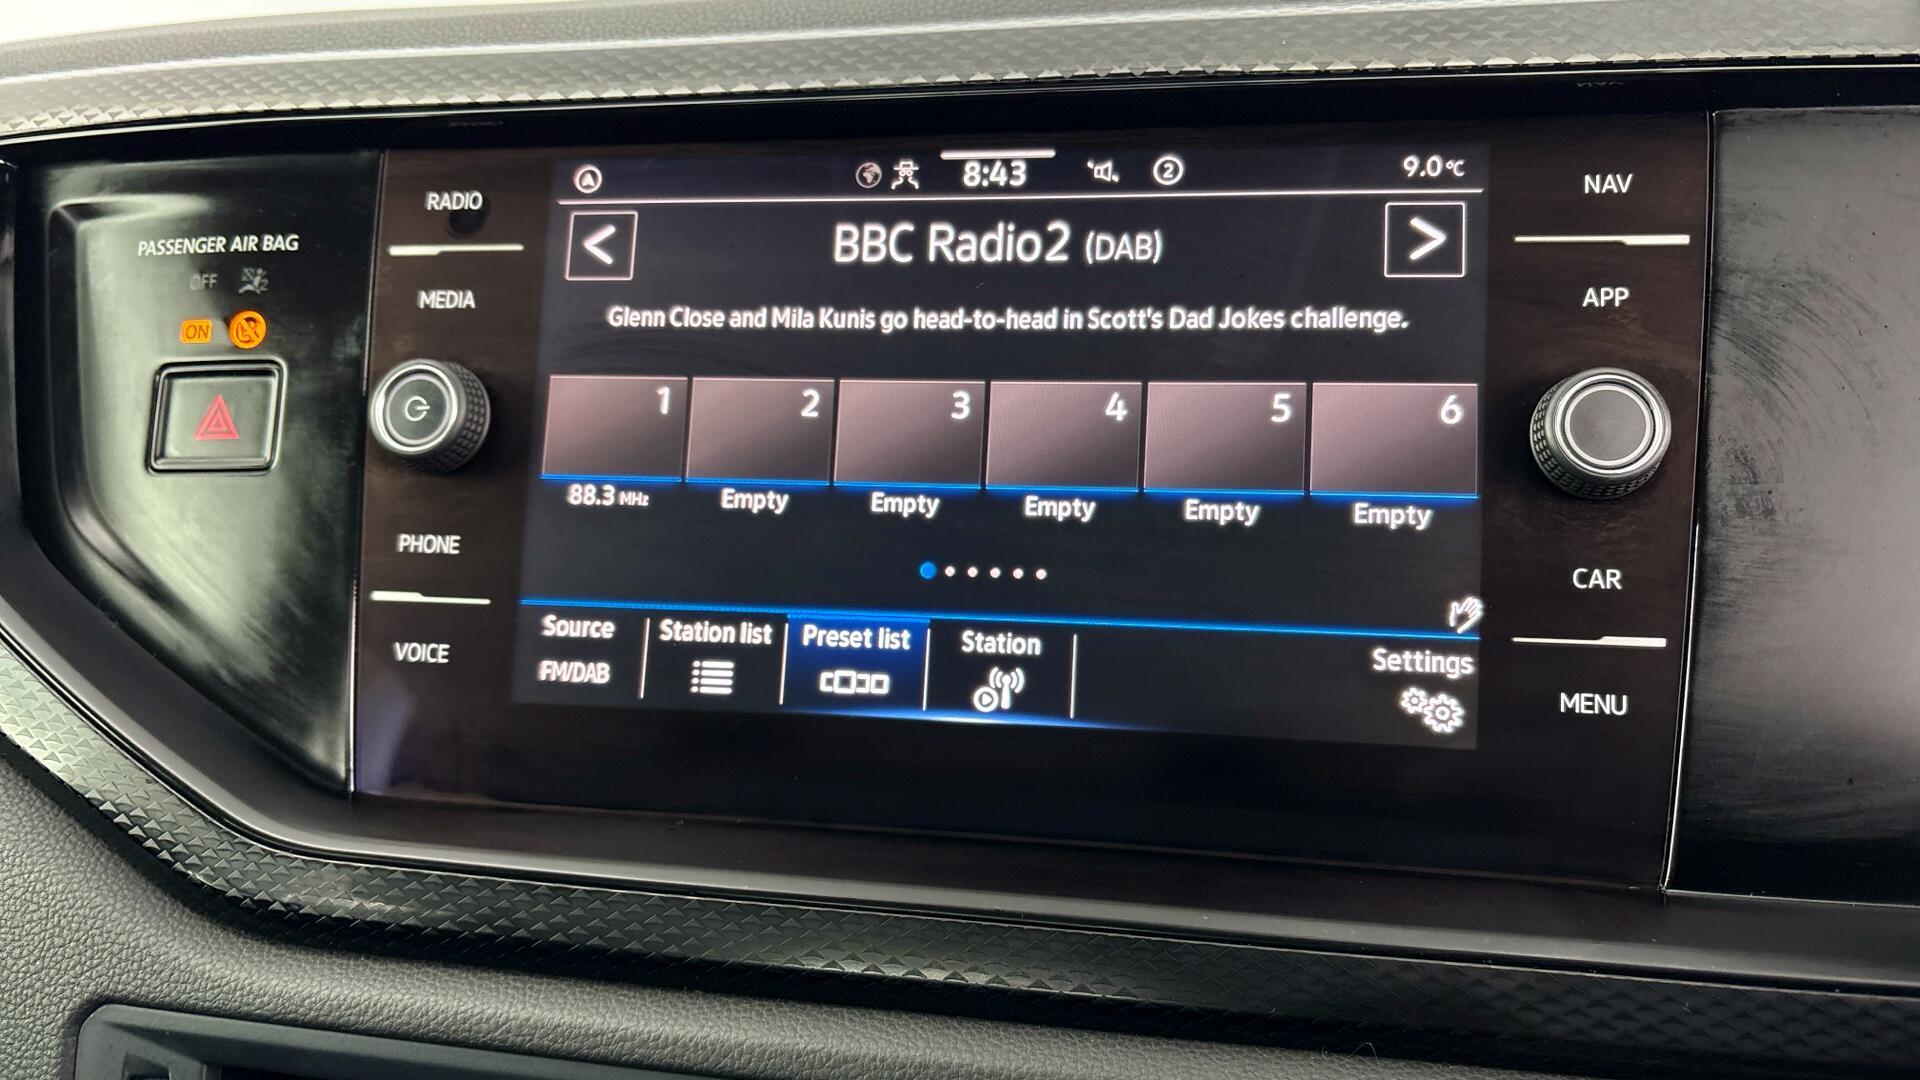 PASSENGER AIR BAG
OFF
ON
RADIO
MEDIA
PHONE
VOICE
8:43
2
9.0°C
< BBC Radio2 (DAB) >
Glenn Close and Mila Kunis go head-to-head in Scott's Dad Jokes challenge.
1 2 3 4 5 6
88.3 MHz Empty Empty Empty Empty Empty
Source Station list Preset list Station Settings
FM/DAB
NAV
APP
CAR
MENU